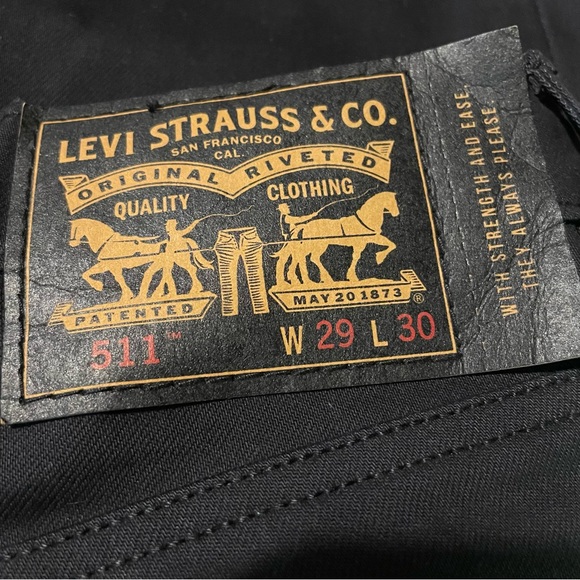 LEVI STRAUSS & CO.
SAN FRANCISCO
CAL.
ORIGINAL RIVETED
QUALITY CLOTHING
PATENTED MAY 20 1873 ®
511™ W 29 L 30
WITH STRENGTH AND EASE,
THEY ALWAYS PLEASE